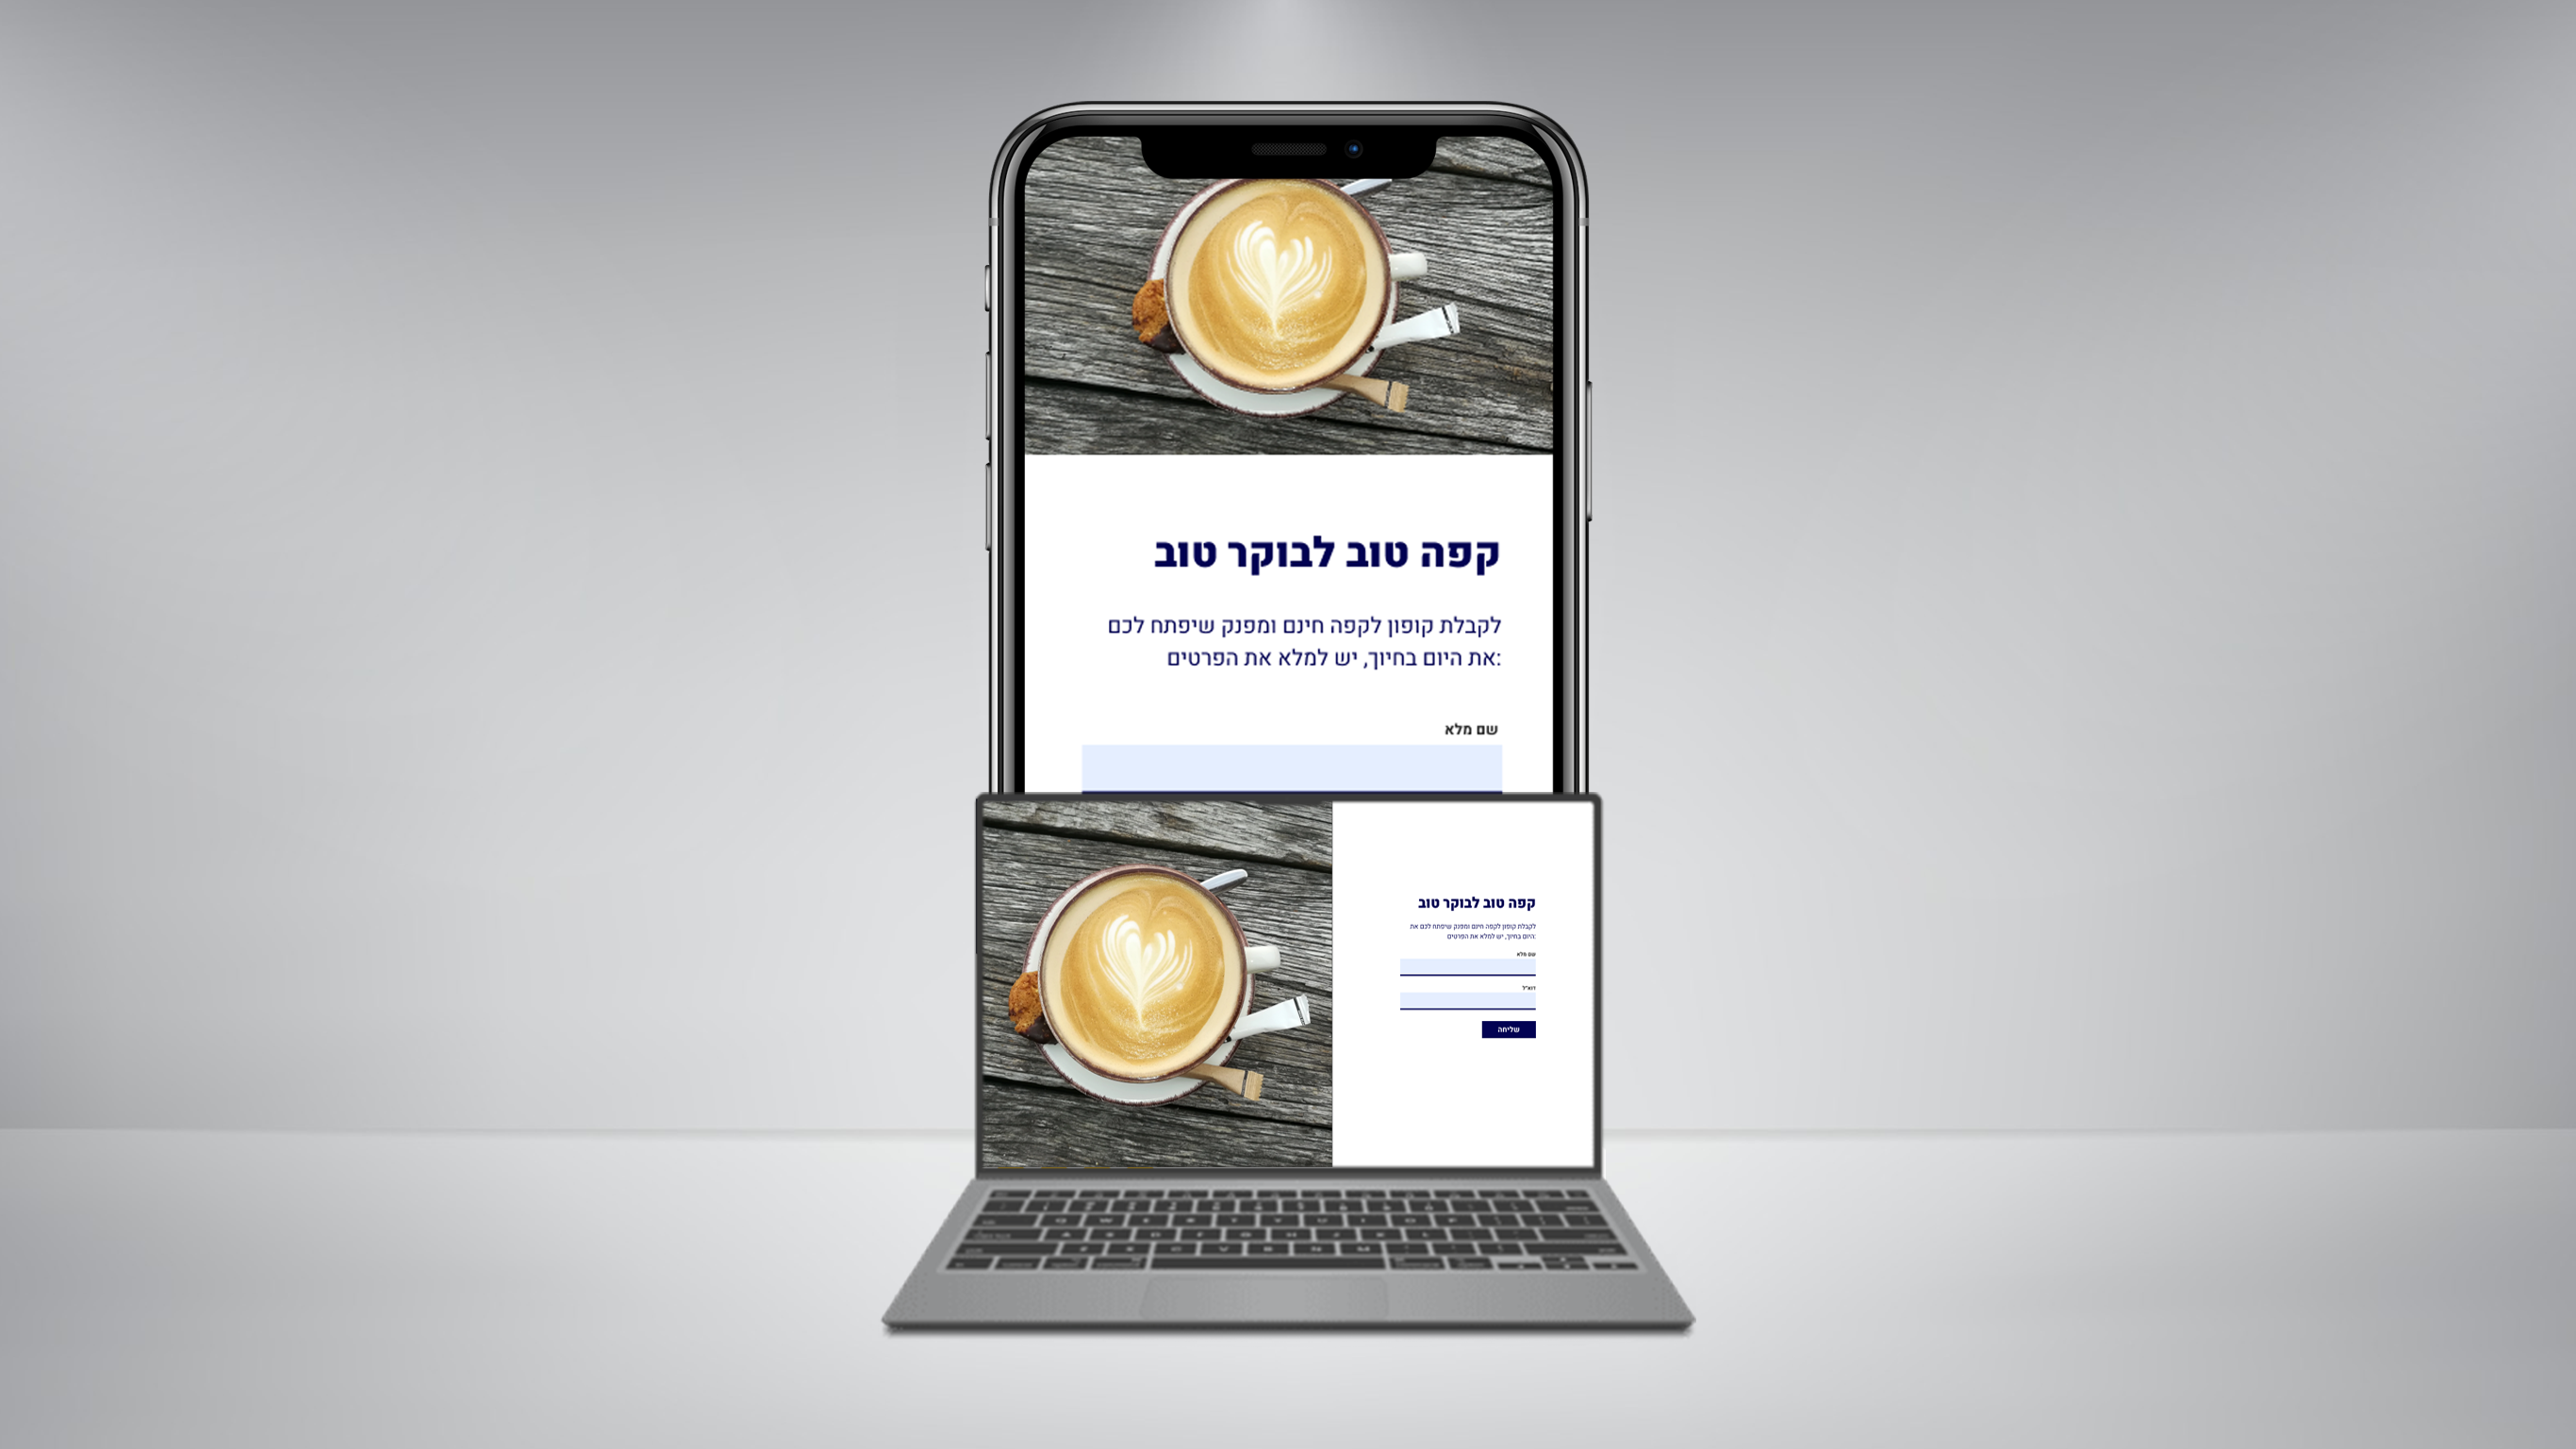 קפה טוב לבוקר טוב
לקבלת קופון לקפה חינם ומפנק שיפתח לכם
את היום בחיוך, יש למלא את הפרטים:
שם מלא
קפה טוב לבוקר טוב
לקבלת קופון לקפה חינם ומפנק שיפתח לכם את
היום בחיוך, יש למלא את הפרטים:
שם מלא
דוא״ל
שליחה